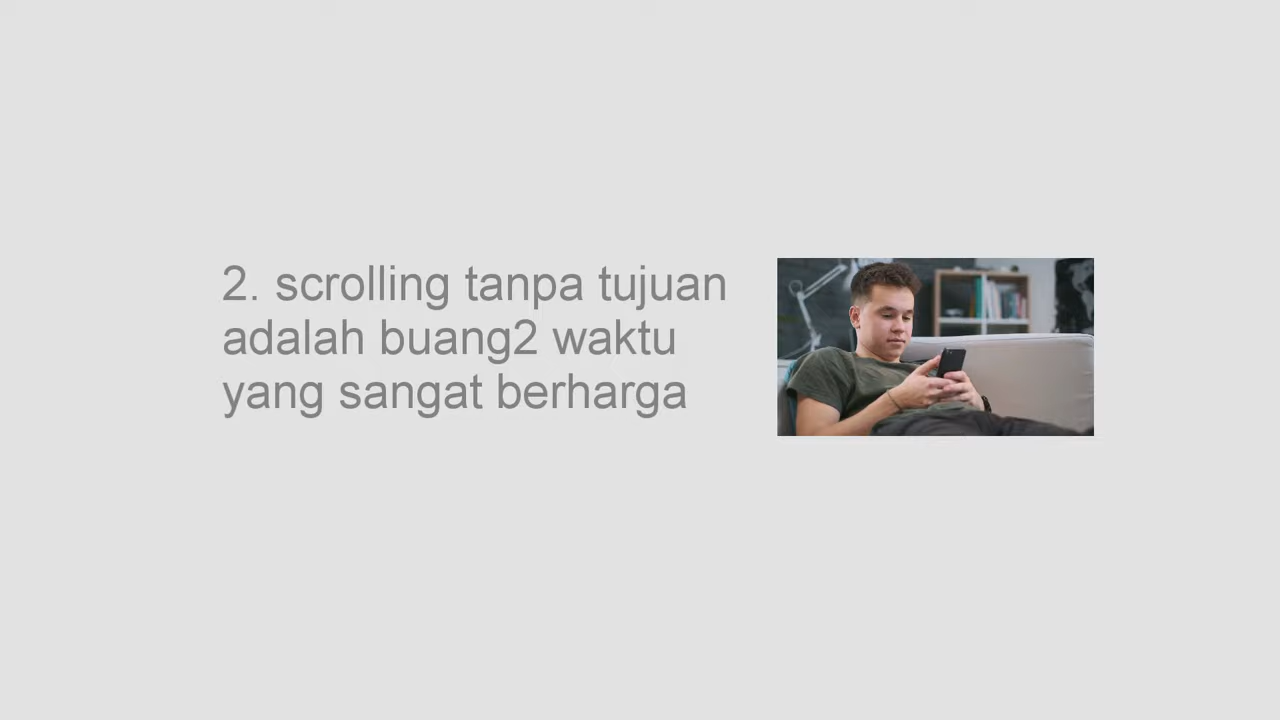 2. scrolling tanpa tujuan
adalah buang2 waktu
yang sangat berharga